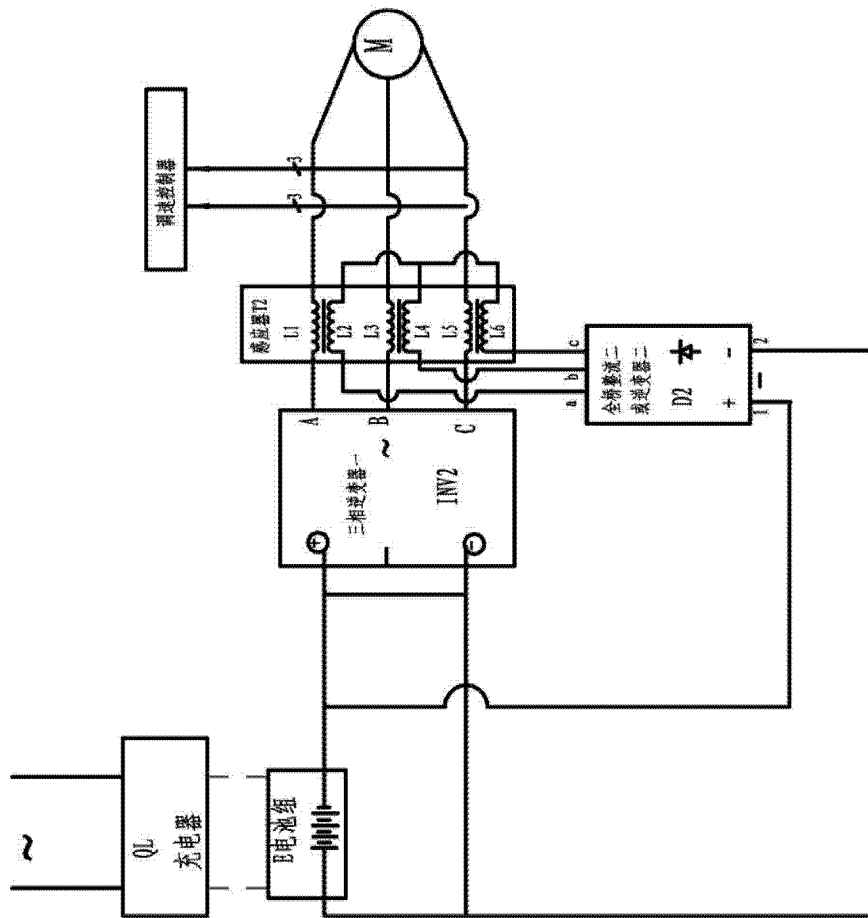 M
调速控制器
3
3
感应器T2
L1
L2
L3
L4
L5
L6
A
B
C
~
三相逆变器一
INV2
+
-
a
b
c
全桥整流二
或逆变器二
D2
+
-
1
2
QL
充电器
~
E电池组